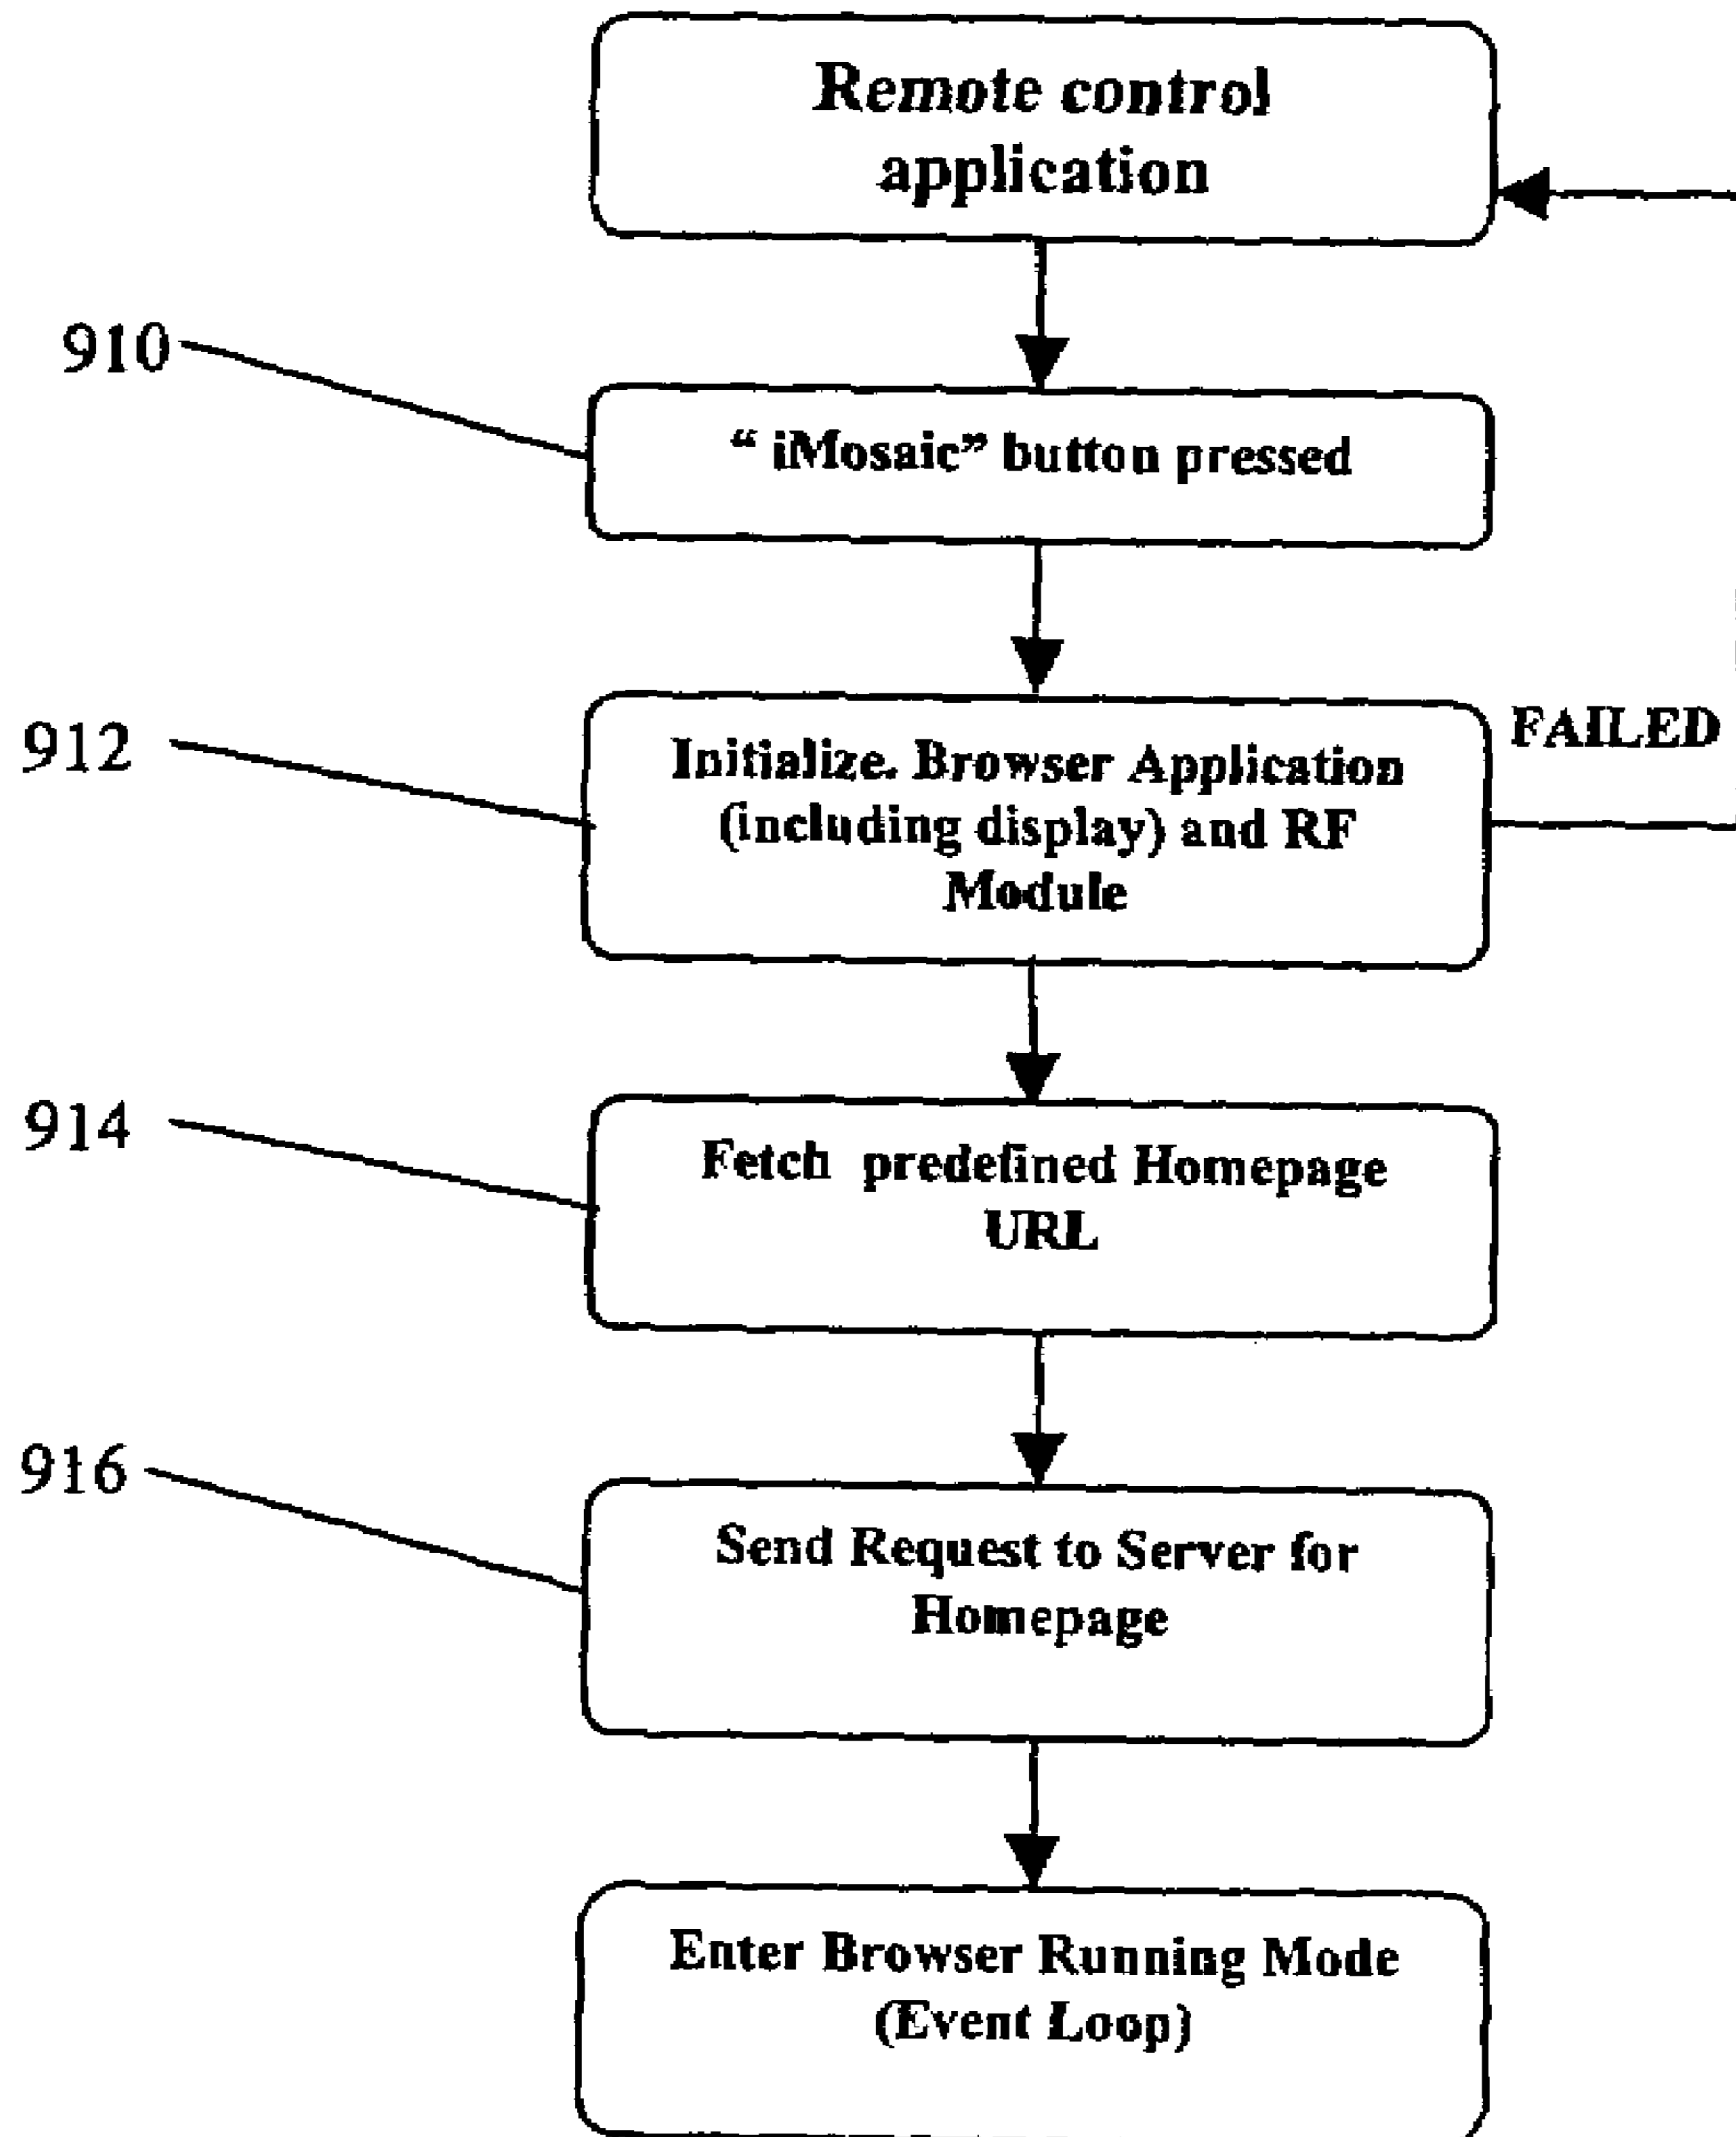 Remote control
application
910
“ iMosaic” button pressed
912
FAILED
Initialize. Browser Application
(including display) and RF
Module
914
Fetch predefined Homepage
URL
916
Send Request to Server for
Homepage
Enter Browser Running Mode
(Event Loop)